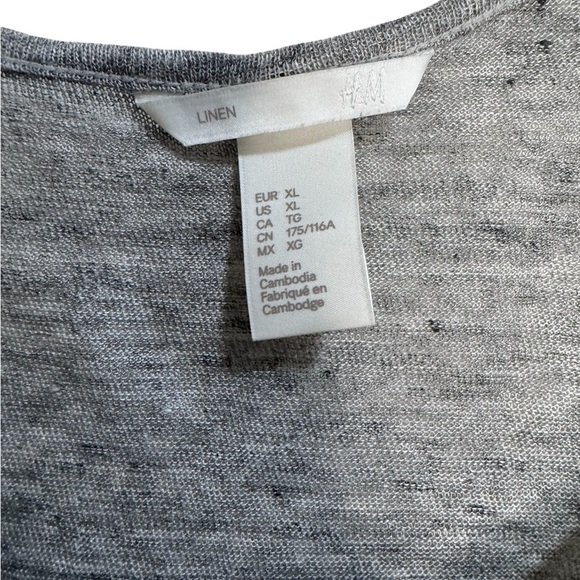 LINEN H&M
EUR XL
US XL
CA TG
CN 175/116A
MX XG
Made in
Cambodia
Fabriqué en
Cambodge